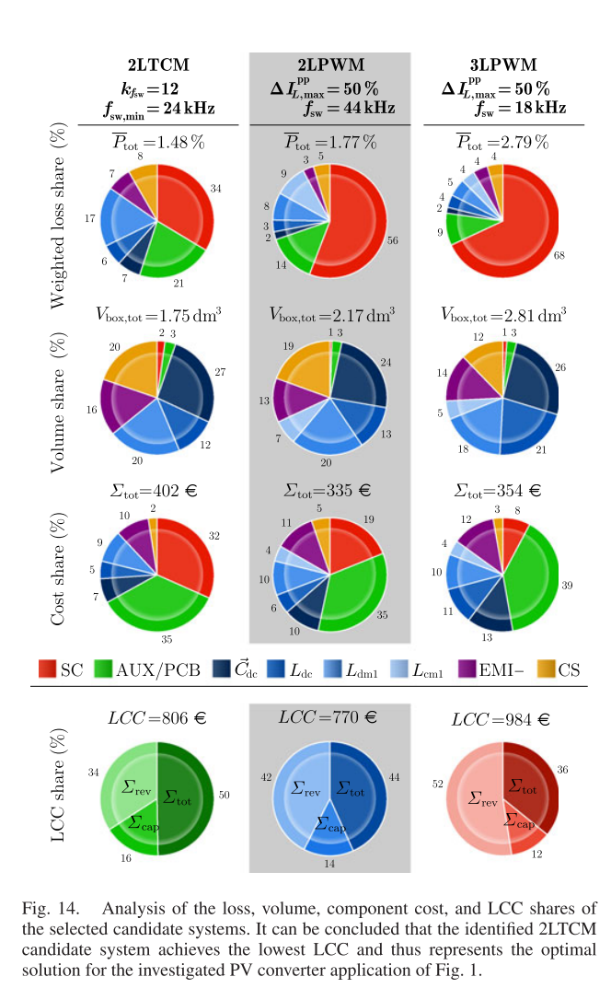 2LTCM 2LPWM 3LPWM
k_fsw = 12 ΔI_L,max^pp = 50 % ΔI_L,max^pp = 50 %
f_sw,min = 24 kHz f_sw = 44 kHz f_sw = 18 kHz
Weighted loss share (%)
P̅_tot = 1.48 % P̅_tot = 1.77 % P̅_tot = 2.79 %
8 34 21 7 6 17 7
5 56 14 2 3 8 9 3
4 68 9 2 4 5 4 4
Volume share (%)
V_box,tot = 1.75 dm³ V_box,tot = 2.17 dm³ V_box,tot = 2.81 dm³
2 3 27 12 20 16 20
1 3 24 13 20 7 13 19
1 3 26 21 18 5 14 12
Cost share (%)
Σ_tot = 402 € Σ_tot = 335 € Σ_tot = 354 €
2 32 35 7 5 9 10
5 19 35 10 6 10 4 11
3 8 39 13 11 10 4 12
SC AUX/PCB C⃗_dc L_dc L_dm1 L_cm1 EMI− CS
LCC share (%)
LCC = 806 € LCC = 770 € LCC = 984 €
34 Σ_rev Σ_tot 50 Σ_cap 16
42 Σ_rev Σ_tot 44 Σ_cap 14
52 Σ_rev Σ_tot 36 Σ_cap 12
Fig. 14. Analysis of the loss, volume, component cost, and LCC shares of
the selected candidate systems. It can be concluded that the identified 2LTCM
candidate system achieves the lowest LCC and thus represents the optimal
solution for the investigated PV converter application of Fig. 1.